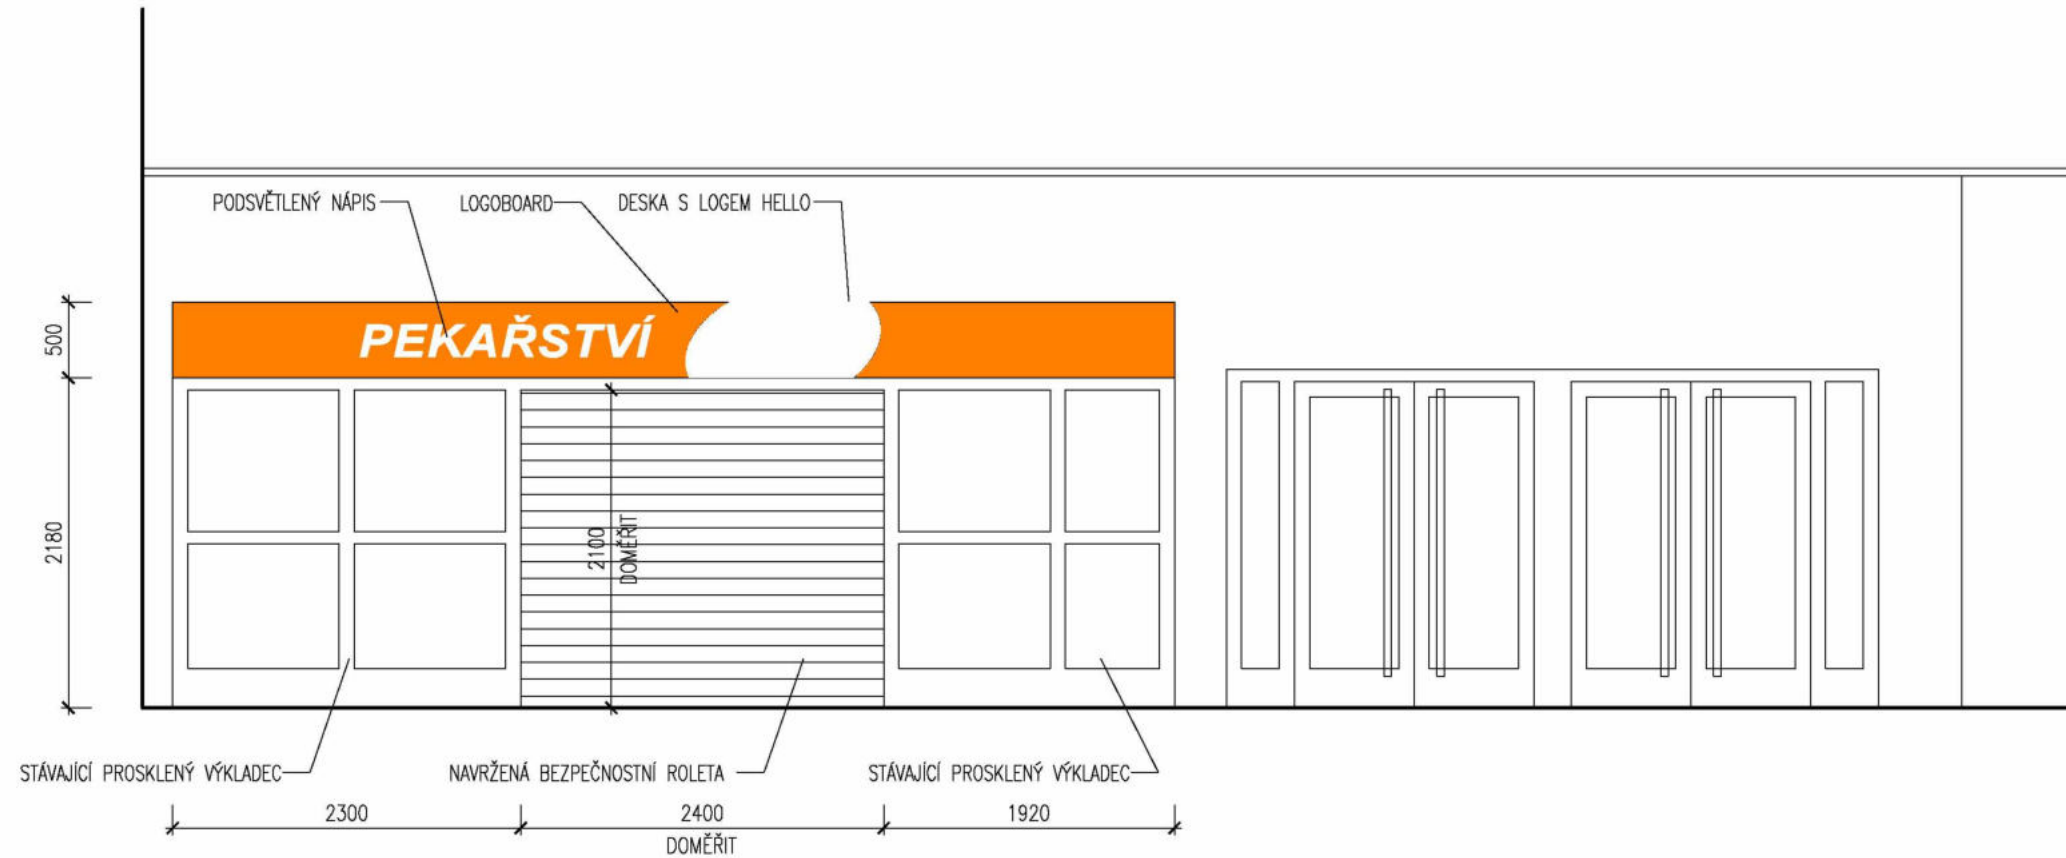 PODSVĚTLENÝ NÁPIS
LOGOBOARD
DESKA S LOGEM HELLO
500
PEKAŘSTVÍ
2180
2100
DOMĚŘIT
STÁVAJÍCÍ PROSKLENÝ VÝKLADEC
NAVRŽENÁ BEZPEČNOSTNÍ ROLETA
STÁVAJÍCÍ PROSKLENÝ VÝKLADEC
2300
2400
1920
DOMĚŘIT